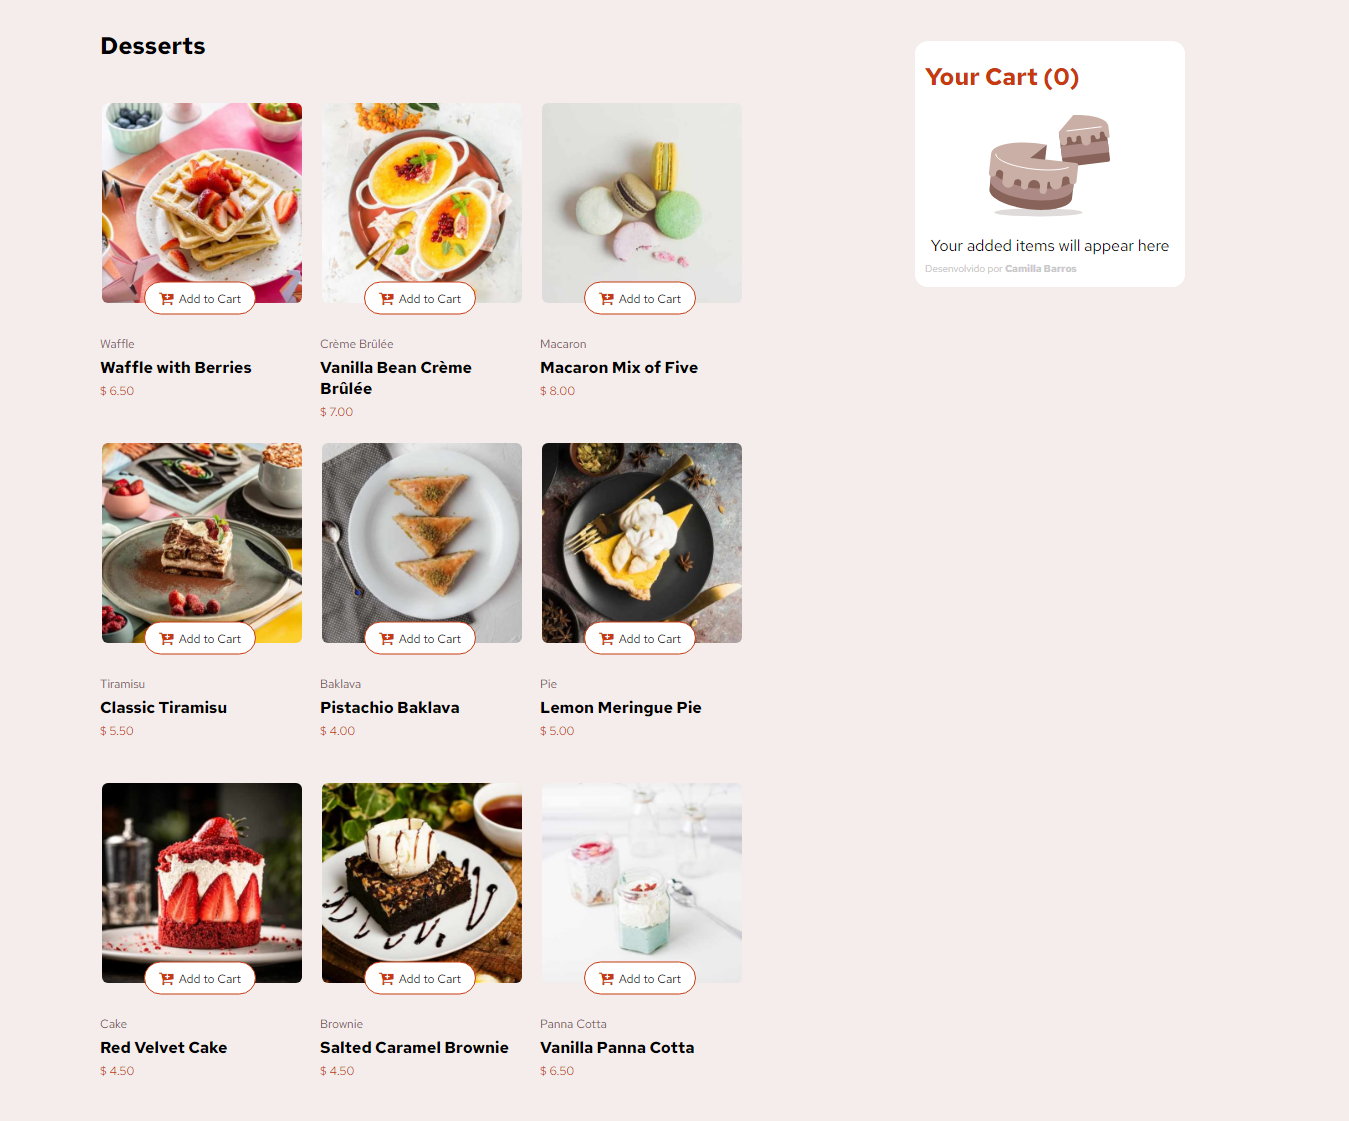 Desserts
Add to Cart
Add to Cart
Add to Cart
Waffle
Waffle with Berries
$ 6.50
Crème Brûlée
Vanilla Bean Crème
Brûlée
$ 7.00
Macaron
Macaron Mix of Five
$ 8.00
Add to Cart
Add to Cart
Add to Cart
Tiramisu
Classic Tiramisu
$ 5.50
Baklava
Pistachio Baklava
$ 4.00
Pie
Lemon Meringue Pie
$ 5.00
Add to Cart
Add to Cart
Add to Cart
Cake
Red Velvet Cake
$ 4.50
Brownie
Salted Caramel Brownie
$ 4.50
Panna Cotta
Vanilla Panna Cotta
$ 6.50
Your Cart (0)
Your added items will appear here
Desenvolvido por Camilla Barros